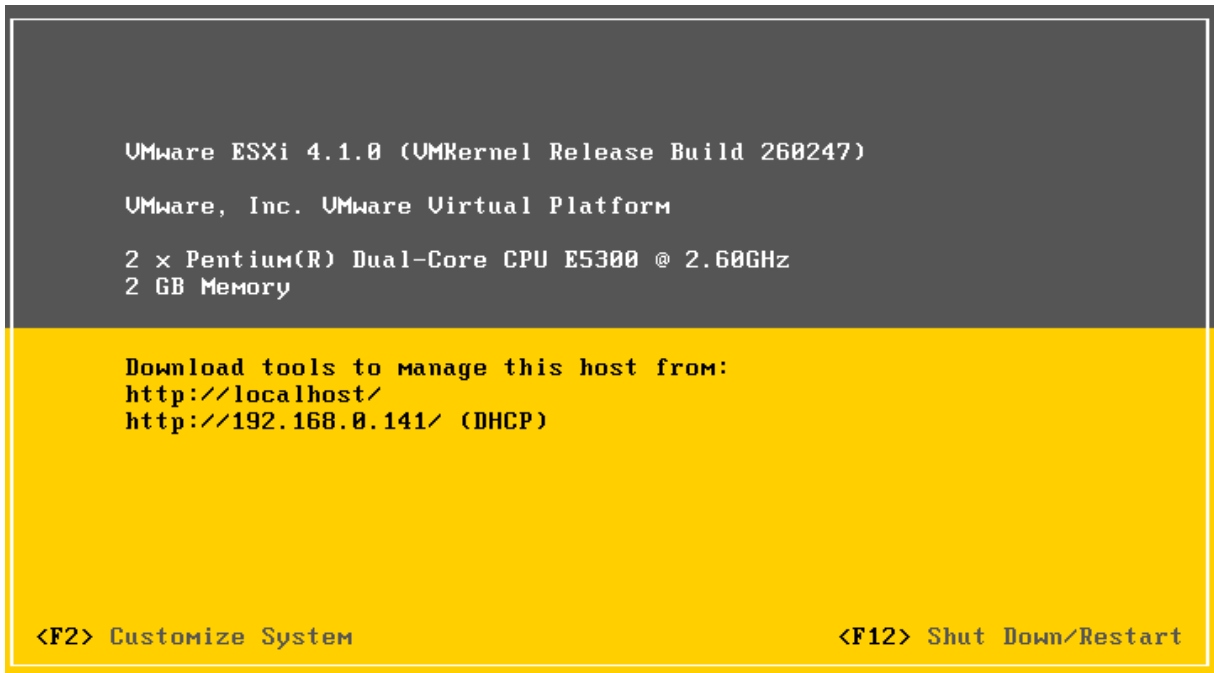 VMware ESXi 4.1.0 (VMKernel Release Build 260247)
VMware, Inc. VMware Virtual Platform
2 x Pentium(R) Dual-Core CPU E5300 @ 2.60GHz
2 GB Memory
Download tools to manage this host from:
http://localhost/
http://192.168.0.141/ (DHCP)
<F2> Customize System <F12> Shut Down/Restart